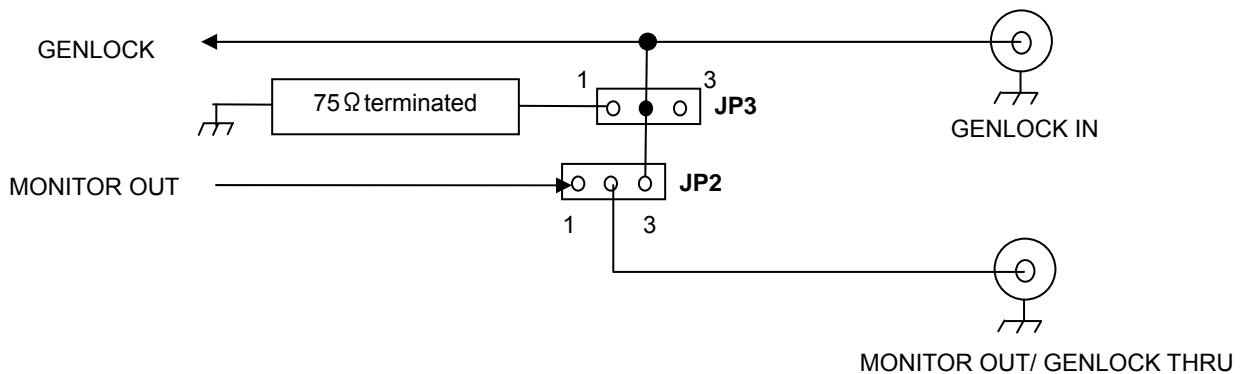 GENLOCK
75Ω terminated
1
3
JP3
GENLOCK IN
MONITOR OUT
JP2
1
3
MONITOR OUT/ GENLOCK THRU